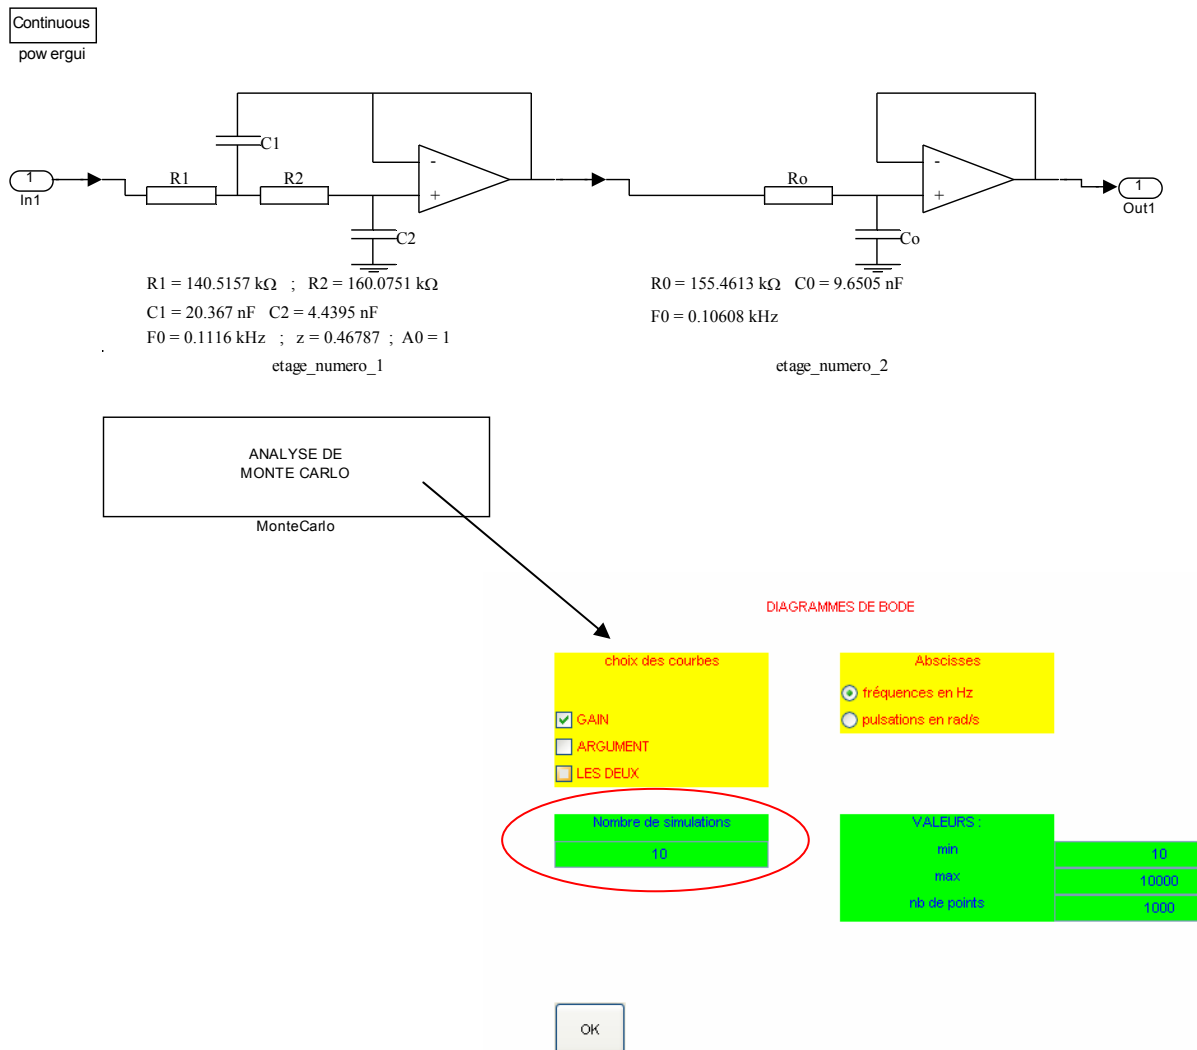 Continuous
pow ergui
C1
1
In1
R1
R2
-
+
C2
Ro
-
+
Co
1
Out1
R1 = 140.5157 kΩ ; R2 = 160.0751 kΩ
C1 = 20.367 nF C2 = 4.4395 nF
F0 = 0.1116 kHz ; z = 0.46787 ; A0 = 1
etage_numero_1
R0 = 155.4613 kΩ C0 = 9.6505 nF
F0 = 0.10608 kHz
etage_numero_2
ANALYSE DE
MONTE CARLO
MonteCarlo
DIAGRAMMES DE BODE
choix des courbes
GAIN
ARGUMENT
LES DEUX
Abscisses
fréquences en Hz
pulsations en rad/s
Nombre de simulations
10
VALEURS :
min 10
max 10000
nb de points 1000
OK